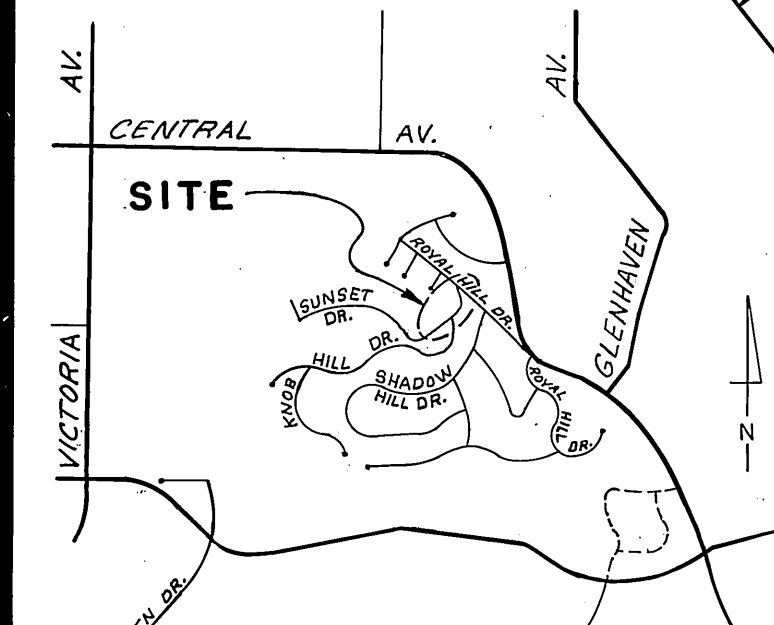 AV.
AV.
CENTRAL AV.
SITE
ROYAL HILL DR.
SUNSET
DR.
GLENHAVEN
VICTORIA
KNOB HILL DR.
SHADOW
HILL DR.
ROYAL HILL DR.
N
EN DR.